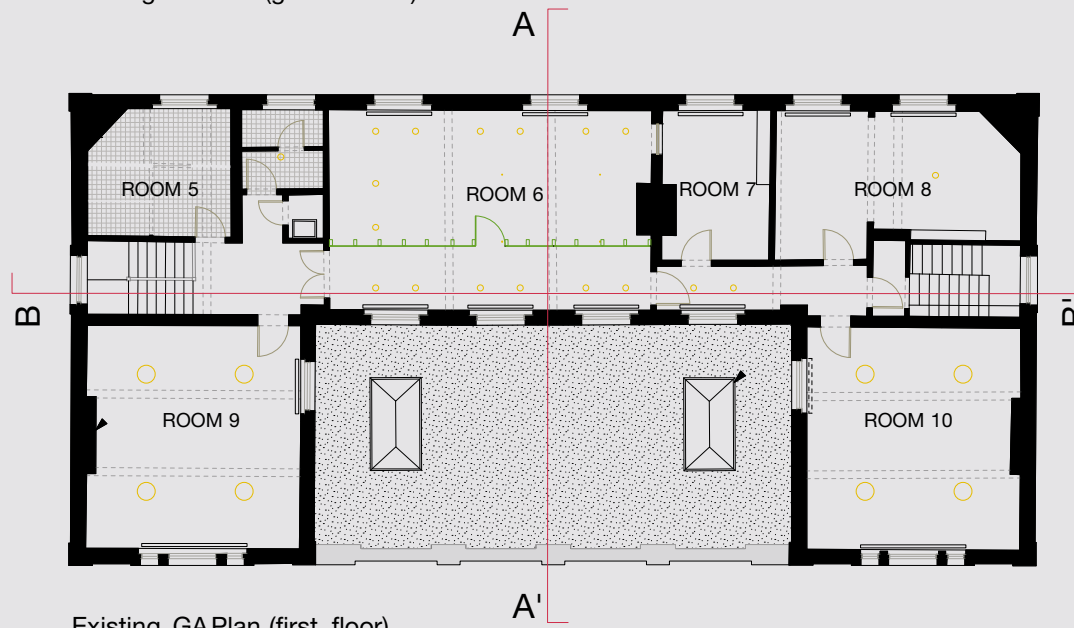 A
ROOM 5
ROOM 6
ROOM 7
ROOM 8
B
B'
ROOM 9
ROOM 10
A'
Existing GA Plan (first floor)